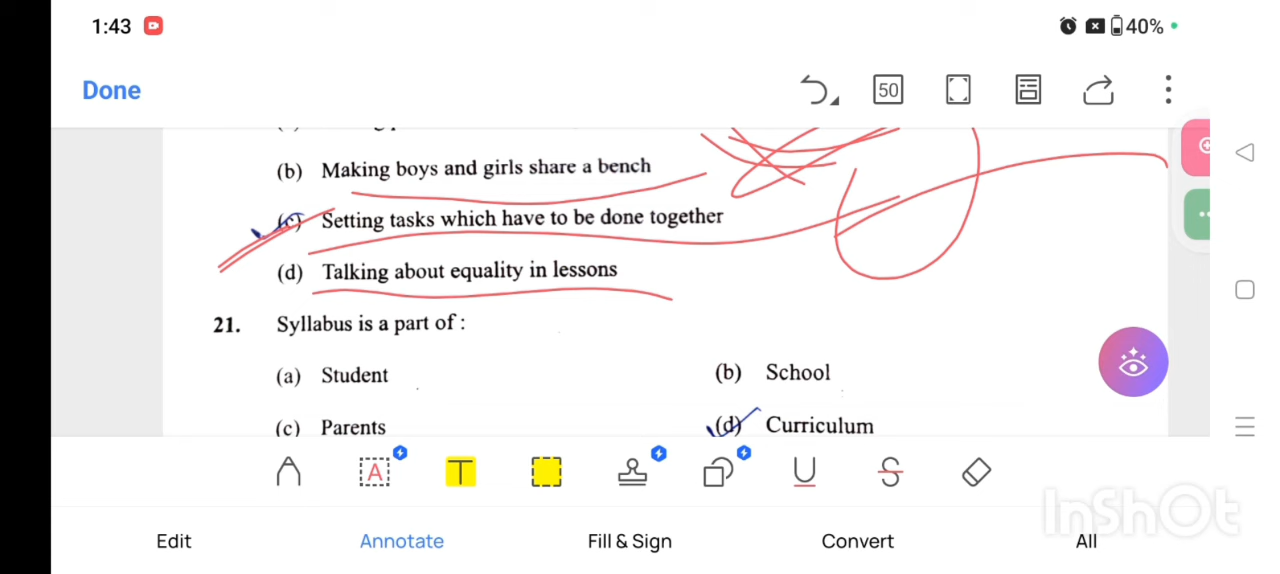 1:43
40%
Done
50
(b) Making boys and girls share a bench
(c) Setting tasks which have to be done together
(d) Talking about equality in lessons
21. Syllabus is a part of :
(a) Student (b) School
(c) Parents (d) Curriculum
A T U S
Edit Annotate Fill & Sign Convert All
InShOt